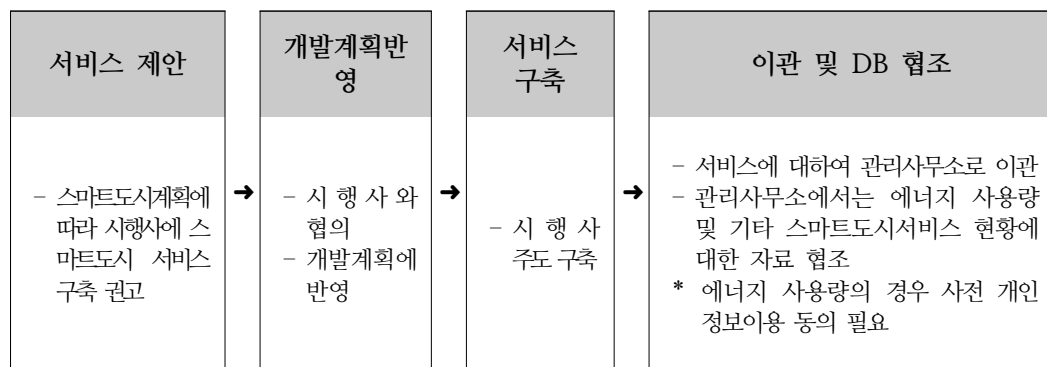 서비스 제안
- 스마트도시계획에
따라 시행사에 스
마트도시 서비스
구축 권고
➜
개발계획반
영
- 시 행 사 와
협의
- 개발계획에
반영
➜
서비스
구축
- 시 행 사
주도 구축
➜
이관 및 DB 협조
- 서비스에 대하여 관리사무소로 이관
- 관리사무소에서는 에너지 사용량
및 기타 스마트도시서비스 현황에
대한 자료 협조
* 에너지 사용량의 경우 사전 개인
정보이용 동의 필요